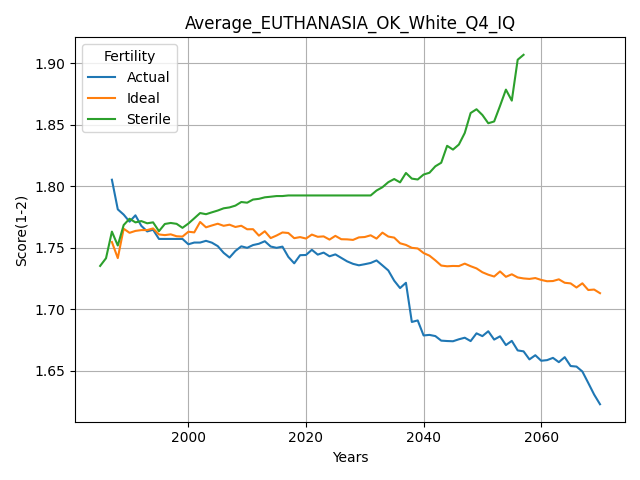 Average_EUTHANASIA_OK_White_Q4_IQ
Fertility
Actual
Ideal
Sterile
Score(1-2)
1.90
1.85
1.80
1.75
1.70
1.65
2000
2020
2040
2060
Years